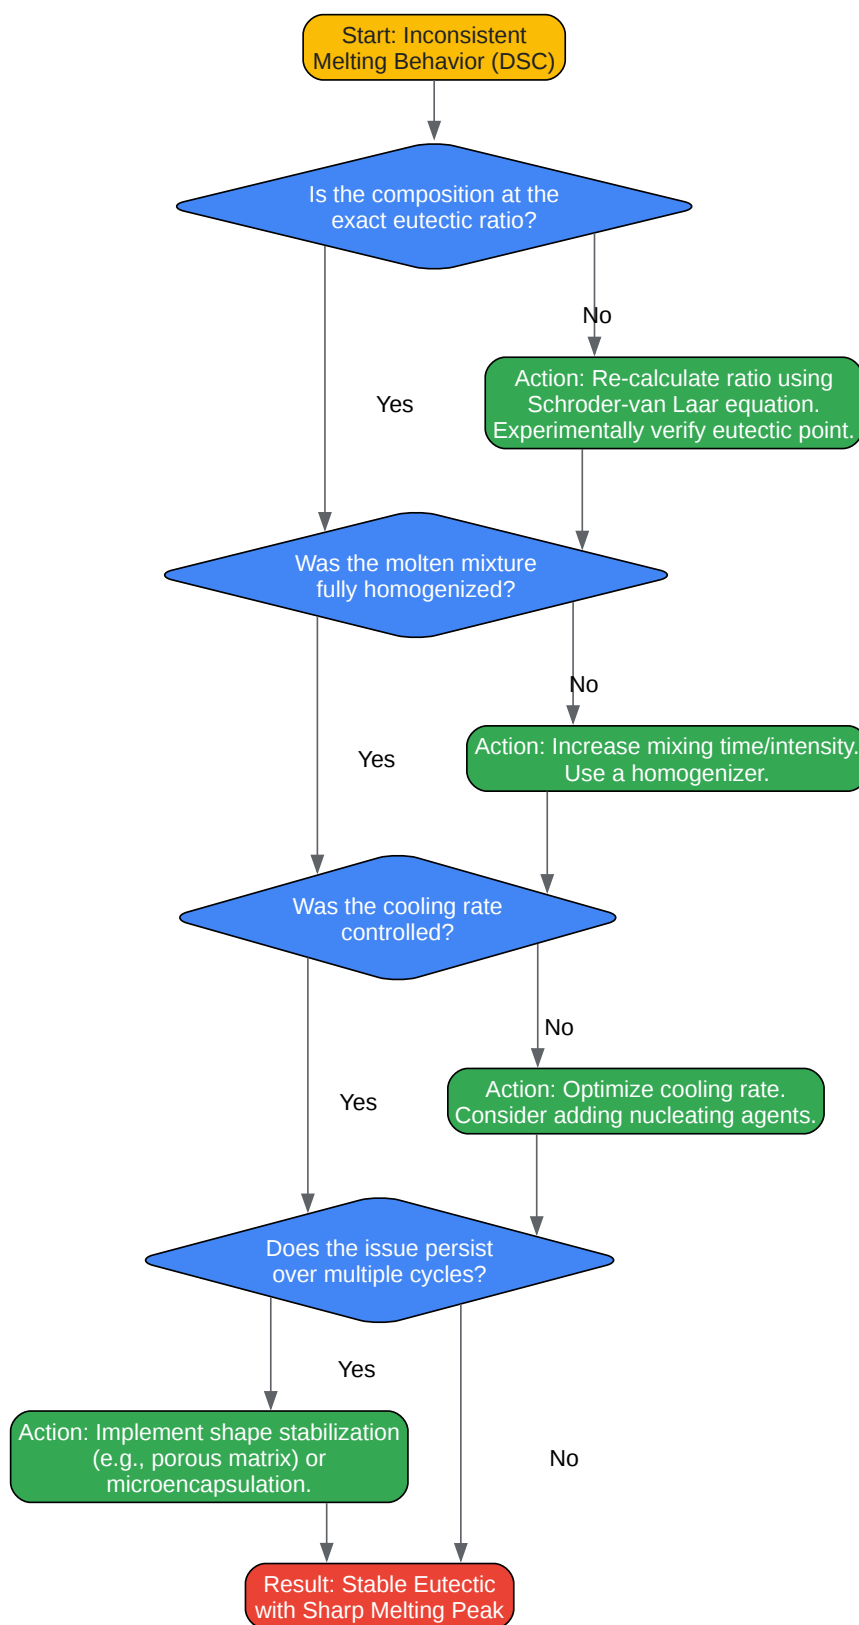 Start: Inconsistent
Melting Behavior (DSC)
Is the composition at the
exact eutectic ratio?
No
Action: Re-calculate ratio using
Schroder-van Laar equation.
Experimentally verify eutectic point.
Yes
Was the molten mixture
fully homogenized?
No
Action: Increase mixing time/intensity.
Use a homogenizer.
Yes
Was the cooling rate
controlled?
No
Action: Optimize cooling rate.
Consider adding nucleating agents.
Yes
Does the issue persist
over multiple cycles?
Yes
Action: Implement shape stabilization
(e.g., porous matrix) or
microencapsulation.
No
Result: Stable Eutectic
with Sharp Melting Peak